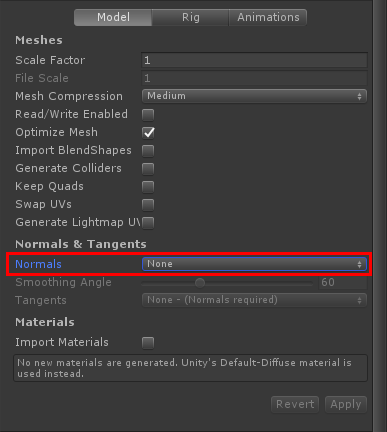 Model Rig Animations
Meshes
Scale Factor 1
File Scale 1
Mesh Compression Medium
Read/Write Enabled
Optimize Mesh
Import BlendShapes
Generate Colliders
Keep Quads
Swap UVs
Generate Lightmap UV
Normals & Tangents
Normals None
Smoothing Angle 60
Tangents None - (Normals required)
Materials
Import Materials
No new materials are generated. Unity's Default-Diffuse material is
used instead.
Revert Apply